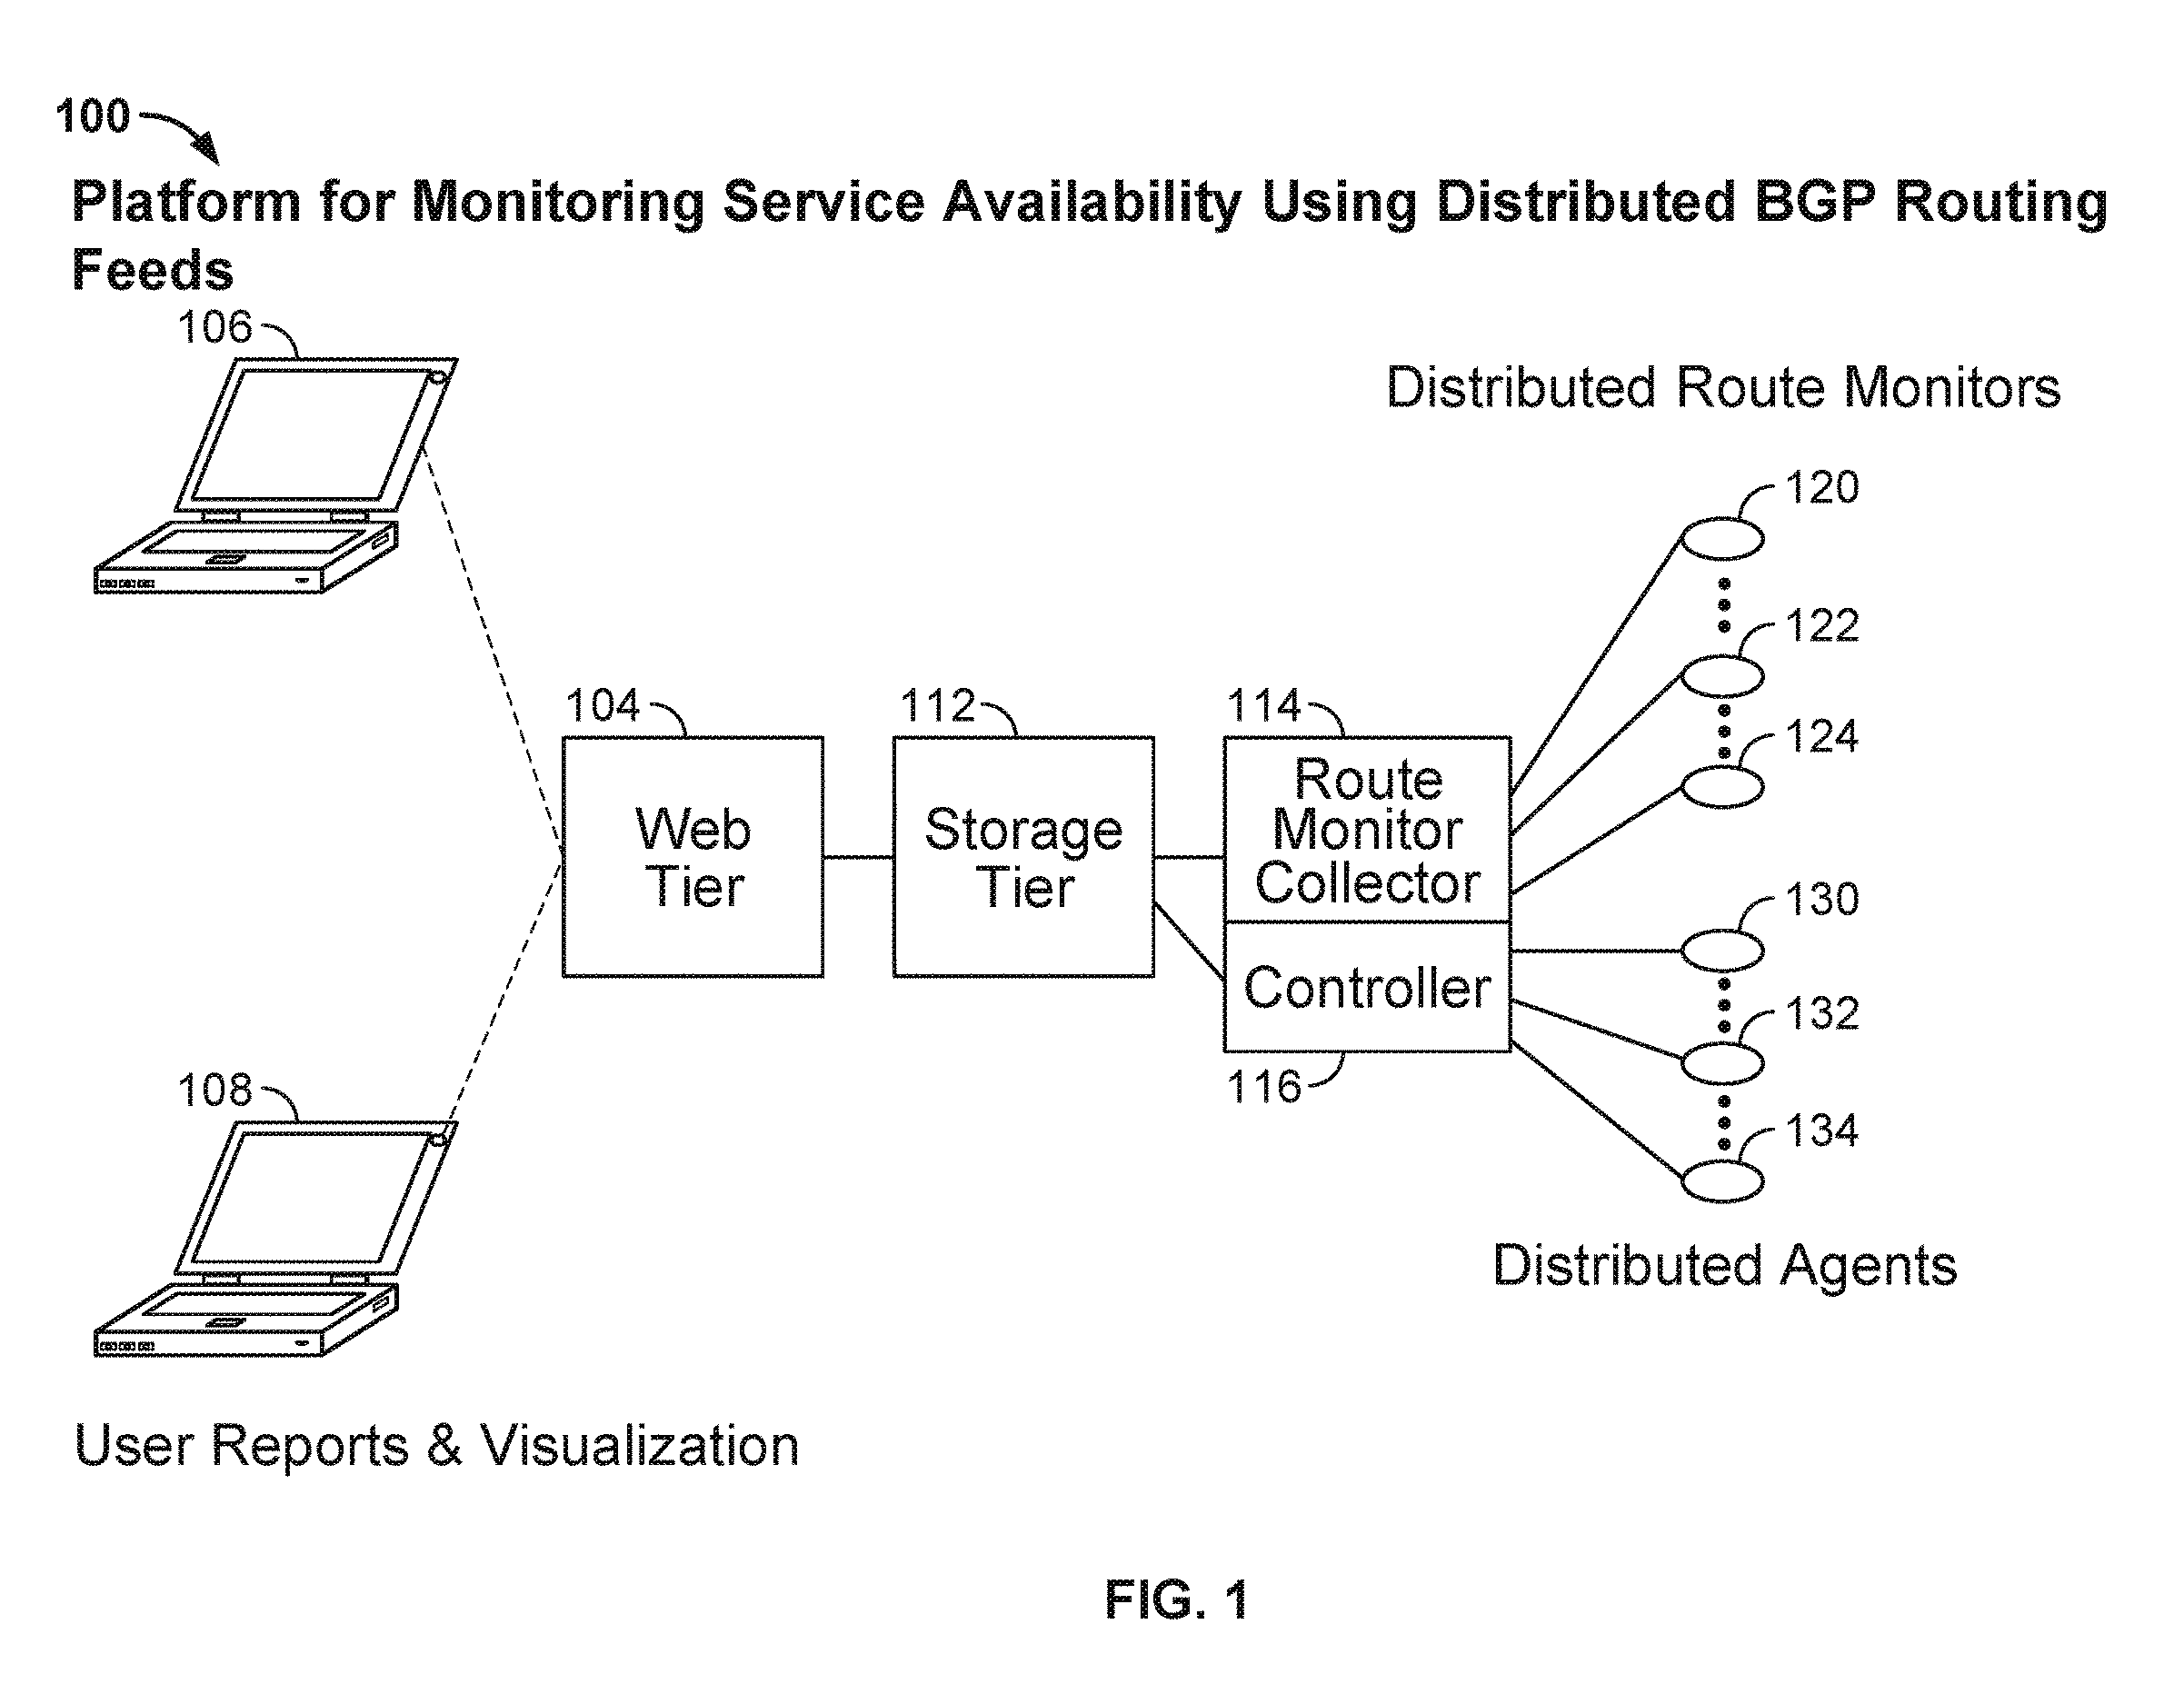 100
Platform for Monitoring Service Availability Using Distributed BGP Routing
Feeds
106
Distributed Route Monitors
120
122
124
104
112
114
Web
Tier
Storage
Tier
Route
Monitor
Collector
Controller
116
130
132
134
Distributed Agents
108
User Reports & Visualization
FIG. 1